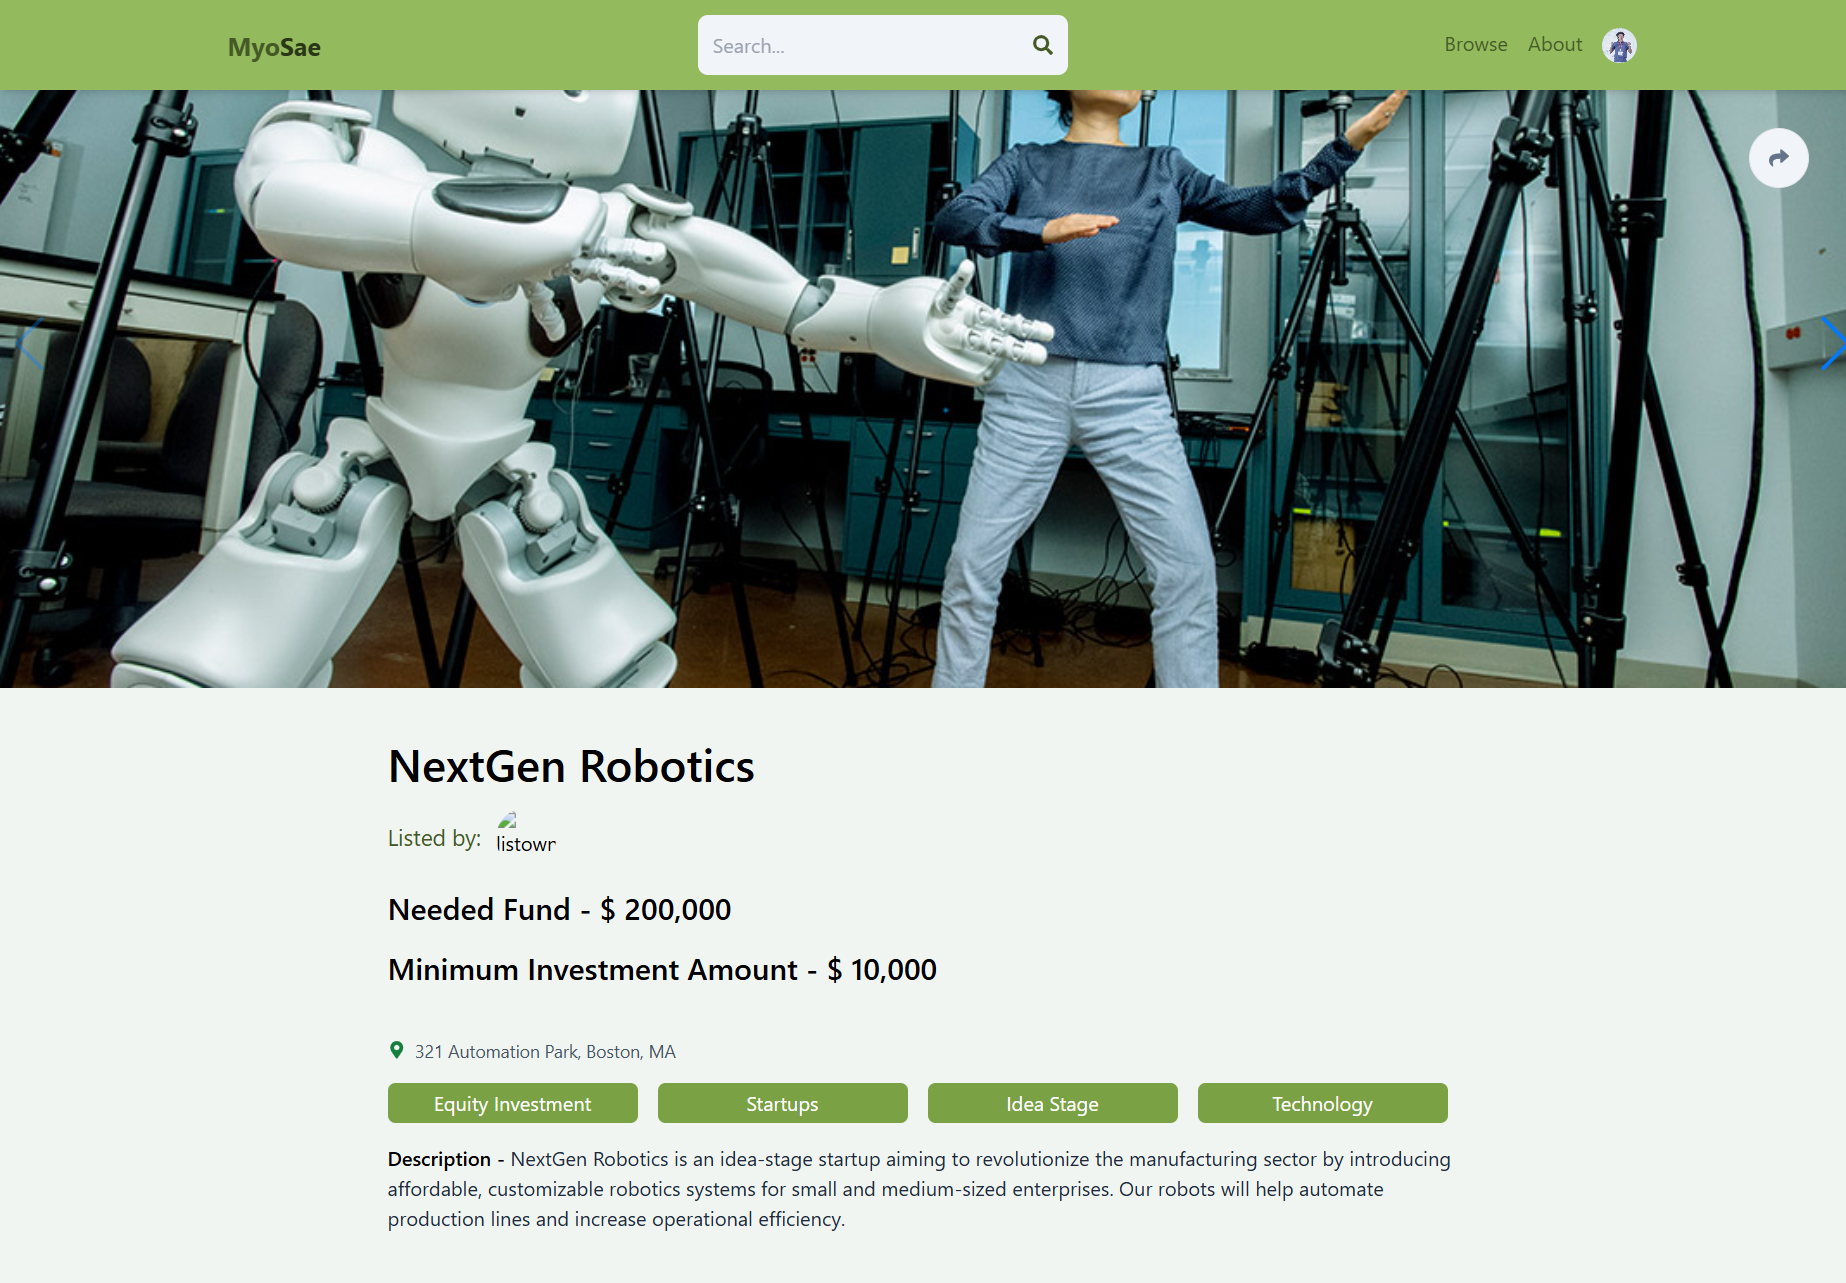 MyoSae
Search...
Browse
About
NextGen Robotics
Listed by:
listown
Needed Fund - $ 200,000
Minimum Investment Amount - $ 10,000
321 Automation Park, Boston, MA
Equity Investment
Startups
Idea Stage
Technology
Description - NextGen Robotics is an idea-stage startup aiming to revolutionize the manufacturing sector by introducing
affordable, customizable robotics systems for small and medium-sized enterprises. Our robots will help automate
production lines and increase operational efficiency.